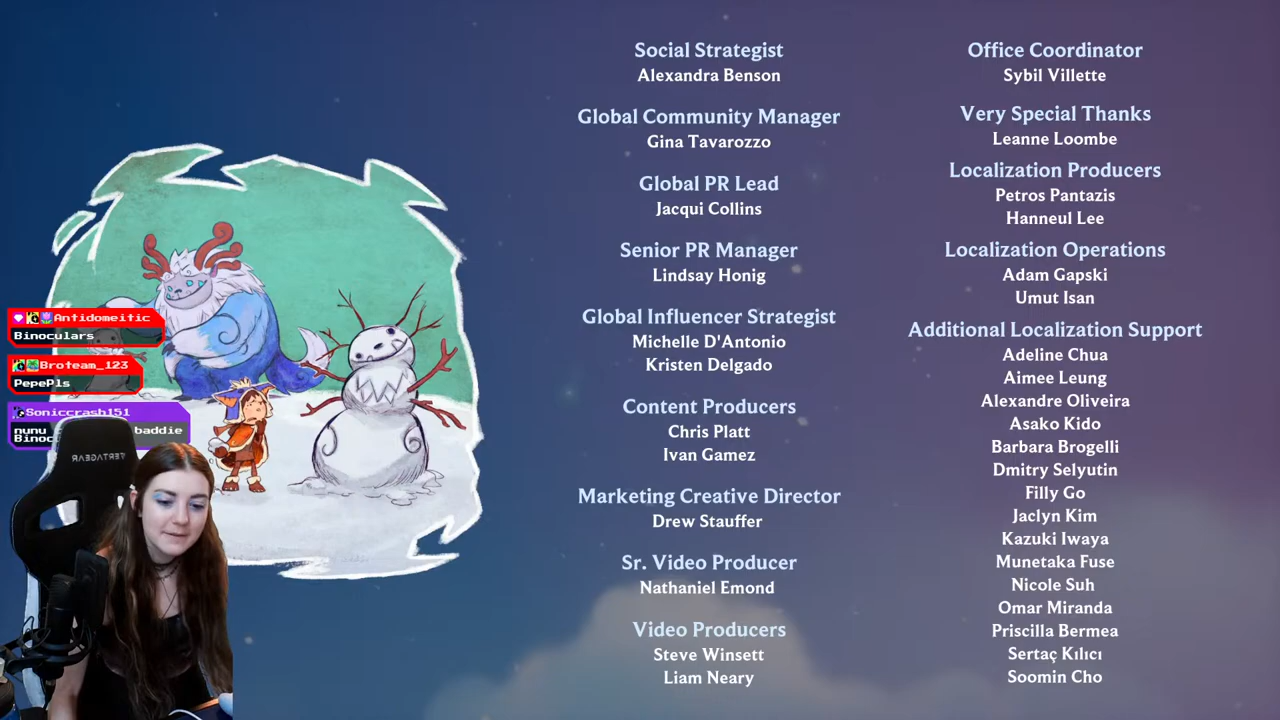 Antidomeitic
Binoculars
Broteam_123
PepePls
Soniccrash151
nunu
baddie
Binoc
VERTAGEAR
Social Strategist
Alexandra Benson
Global Community Manager
Gina Tavarozzo
Global PR Lead
Jacqui Collins
Senior PR Manager
Lindsay Honig
Global Influencer Strategist
Michelle D'Antonio
Kristen Delgado
Content Producers
Chris Platt
Ivan Gamez
Marketing Creative Director
Drew Stauffer
Sr. Video Producer
Nathaniel Emond
Video Producers
Steve Winsett
Liam Neary
Office Coordinator
Sybil Villette
Very Special Thanks
Leanne Loombe
Localization Producers
Petros Pantazis
Hanneul Lee
Localization Operations
Adam Gapski
Umut Isan
Additional Localization Support
Adeline Chua
Aimee Leung
Alexandre Oliveira
Asako Kido
Barbara Brogelli
Dmitry Selyutin
Filly Go
Jaclyn Kim
Kazuki Iwaya
Munetaka Fuse
Nicole Suh
Omar Miranda
Priscilla Bermea
Sertaç Kılıcı
Soomin Cho